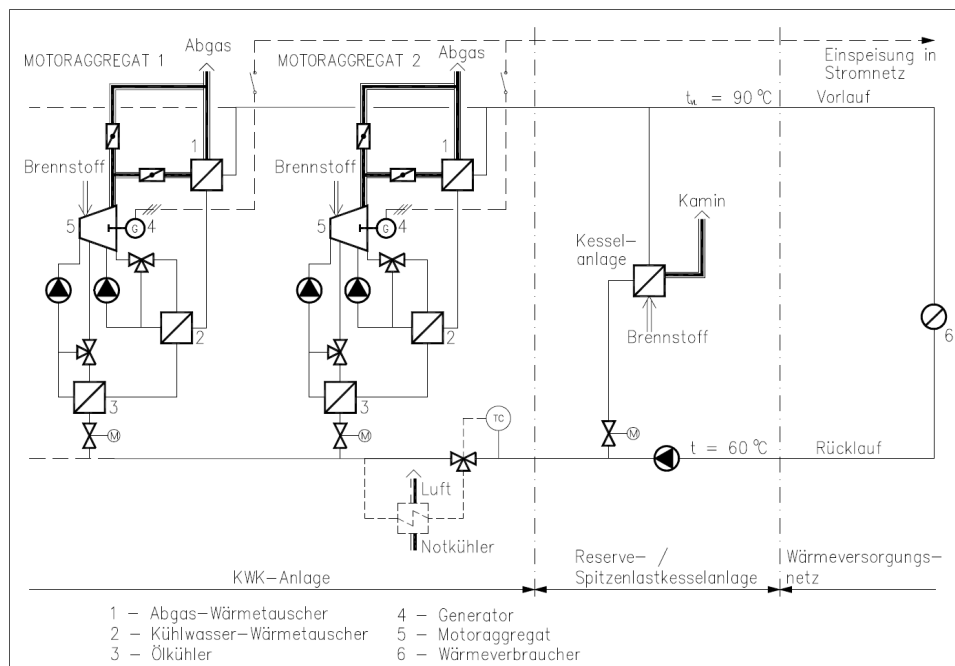 Abgas
Abgas
MOTORAGGREGAT 1
MOTORAGGREGAT 2
Einspeisung in
Stromnetz
t = 90 °C
Vorlauf
1
1
Brennstoff
Brennstoff
Kamin
5
G
4
5
G
4
Kessel-
anlage
2
2
Brennstoff
6
3
3
M
M
TC
M
t = 60 °C
Rücklauf
Luft
Notkühler
KWK-Anlage
Reserve- /
Spitzenlastkesselanlage
Wärmeversorgungs-
netz
1 - Abgas-Wärmetauscher
2 - Kühlwasser-Wärmetauscher
3 - Ölkühler
4 - Generator
5 - Motoraggregat
6 - Wärmeverbraucher